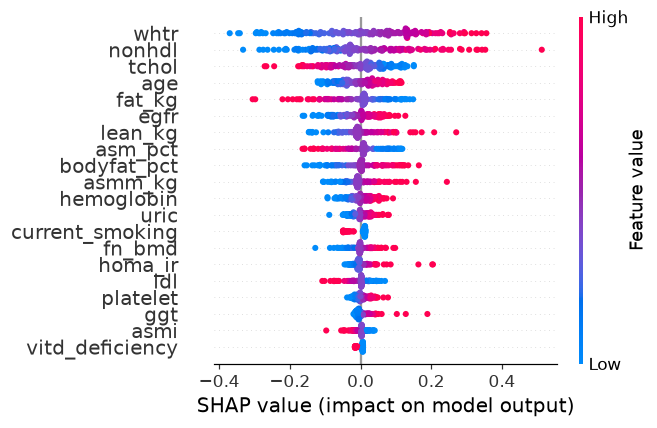 High
whtr
nonhdl
tchol
age
fat_kg
egfr
lean_kg
asm_pct
bodyfat_pct
asmm_kg
hemoglobin
uric
current_smoking
fn_bmd
homa_ir
ldl
platelet
ggt
asmi
vitd_deficiency
Feature value
Low
−0.4 −0.2 0.0 0.2 0.4
SHAP value (impact on model output)